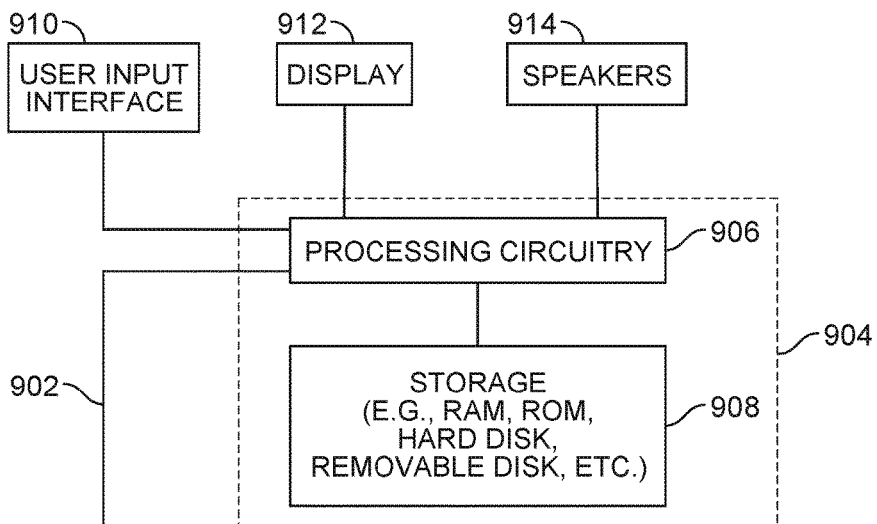 910
912
914
USER INPUT
INTERFACE
DISPLAY
SPEAKERS
PROCESSING CIRCUITRY
906
904
902
STORAGE
(E.G., RAM, ROM,
HARD DISK,
REMOVABLE DISK, ETC.)
908